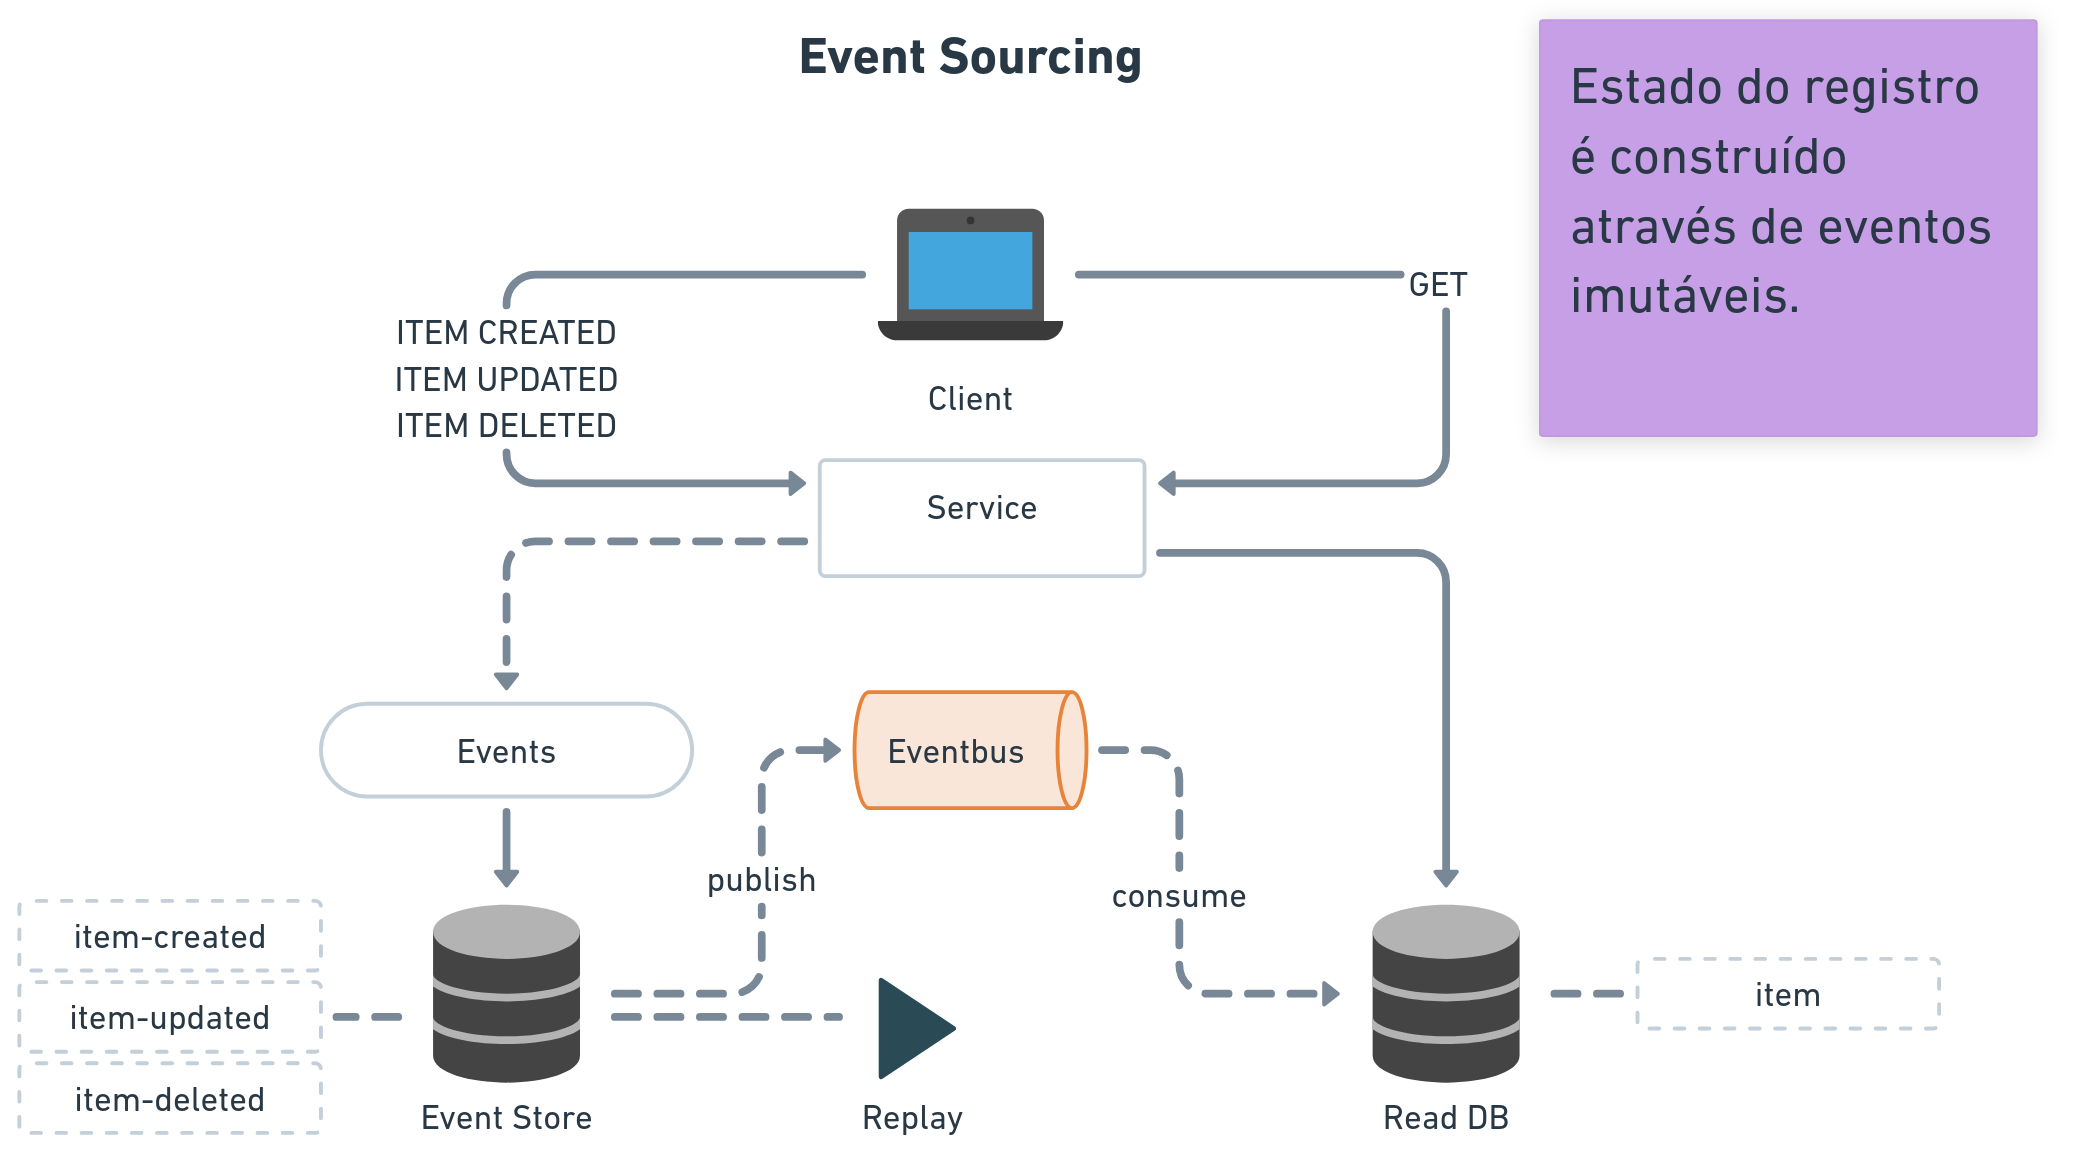 Event Sourcing
Estado do registro
é construído
através de eventos
imutáveis.
GET
ITEM CREATED
ITEM UPDATED
ITEM DELETED
Client
Service
Events
Eventbus
publish
consume
item-created
item-updated
item-deleted
item
Event Store
Replay
Read DB